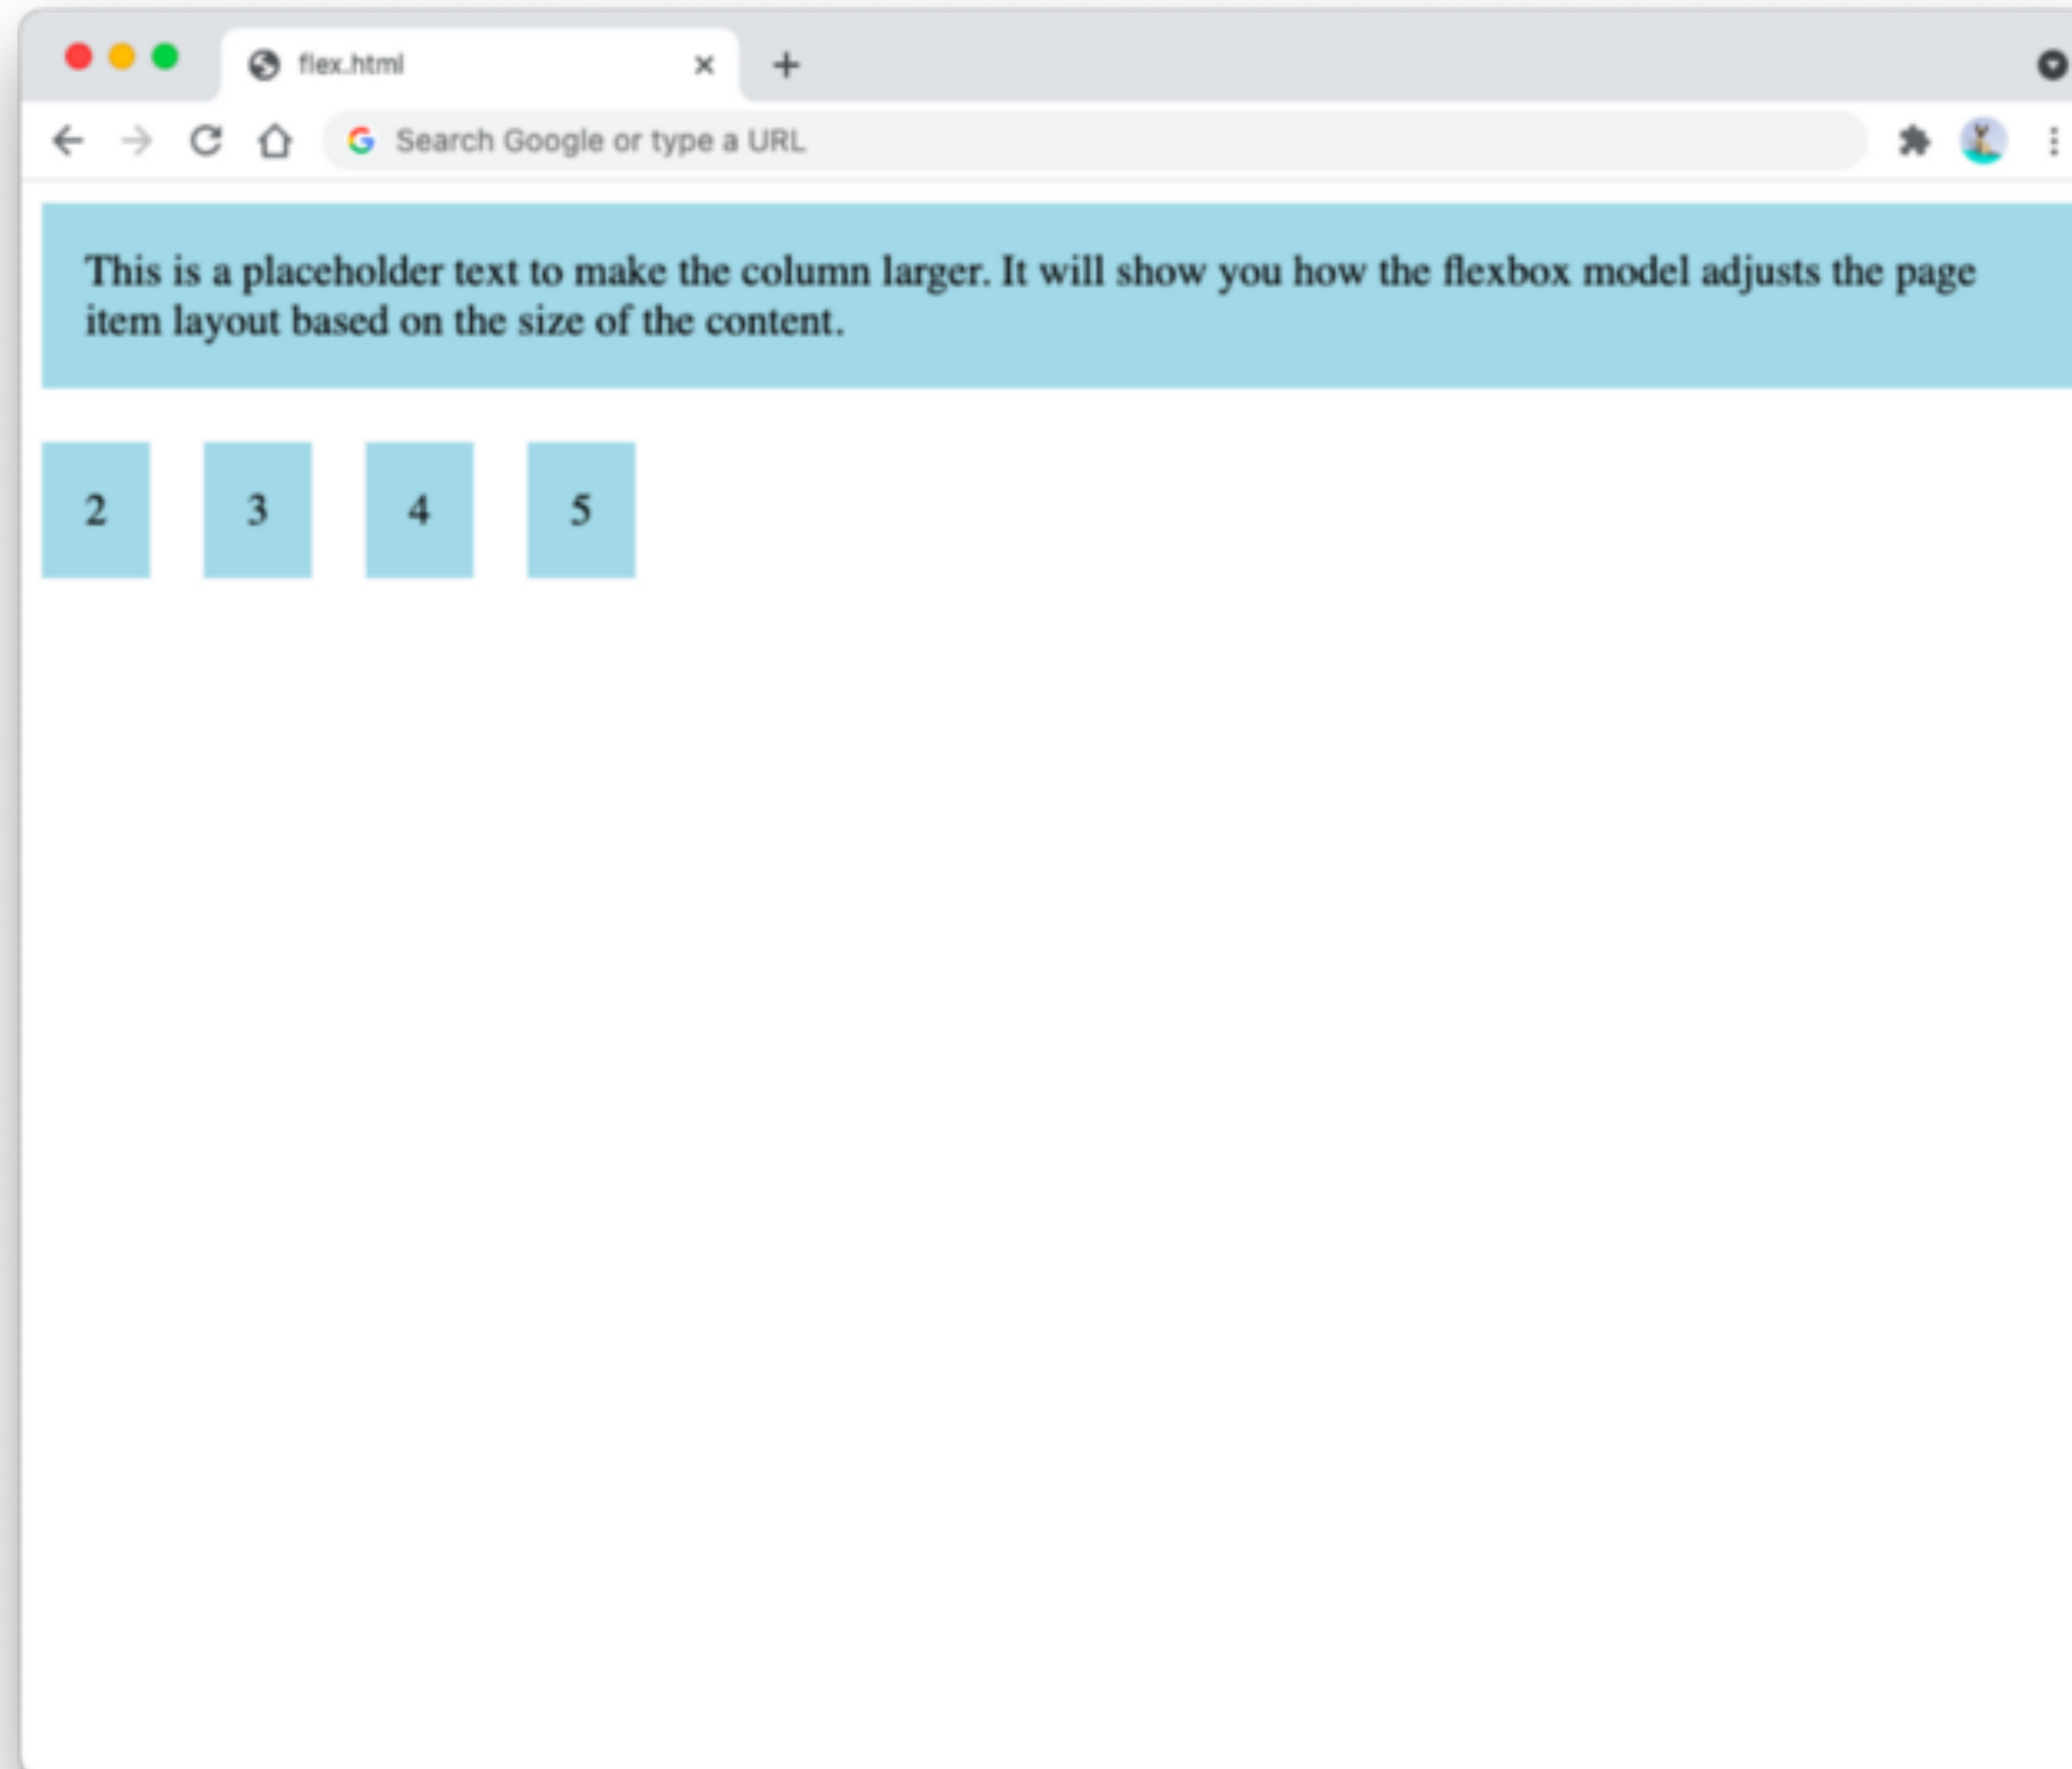 flex.html
Search Google or type a URL
This is a placeholder text to make the column larger. It will show you how the flexbox model adjusts the page
item layout based on the size of the content.
2 3 4 5